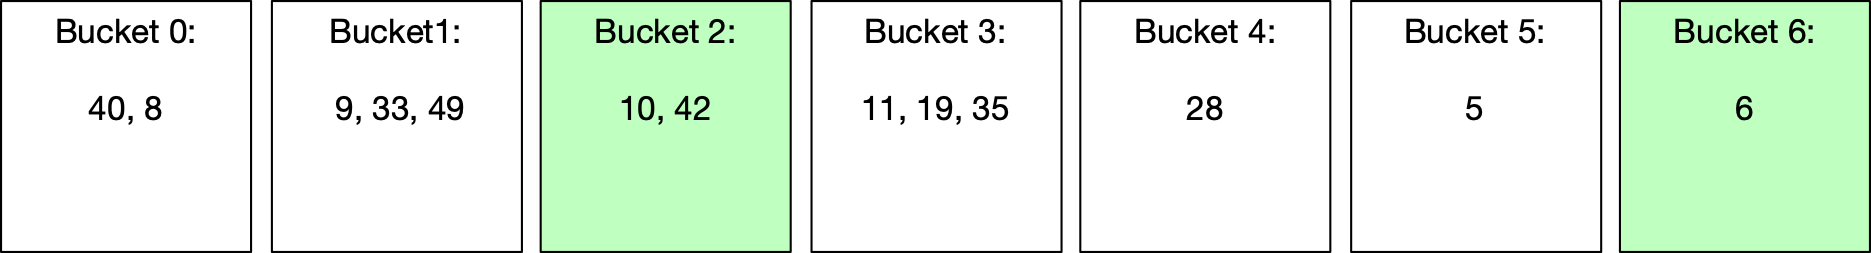 Bucket 0:
40, 8
Bucket1:
9, 33, 49
Bucket 2:
10, 42
Bucket 3:
11, 19, 35
Bucket 4:
28
Bucket 5:
5
Bucket 6:
6